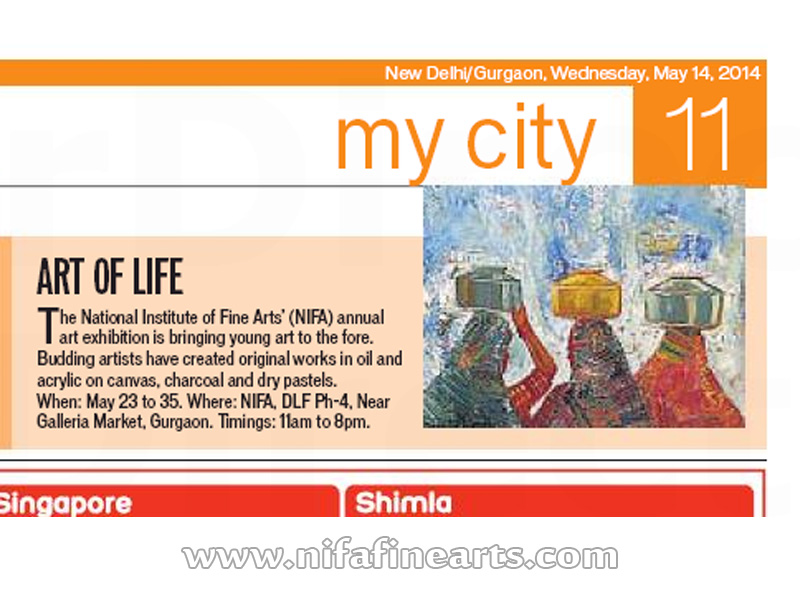 New Delhi/Gurgaon, Wednesday, May 14, 2014
my city 11
ART OF LIFE
The National Institute of Fine Arts' (NIFA) annual
art exhibition is bringing young art to the fore.
Budding artists have created original works in oil and
acrylic on canvas, charcoal and dry pastels.
When: May 23 to 35. Where: NIFA, DLF Ph-4, Near
Galleria Market, Gurgaon. Timings: 11am to 8pm.
Singapore
Shimla
www.nifafinearts.com